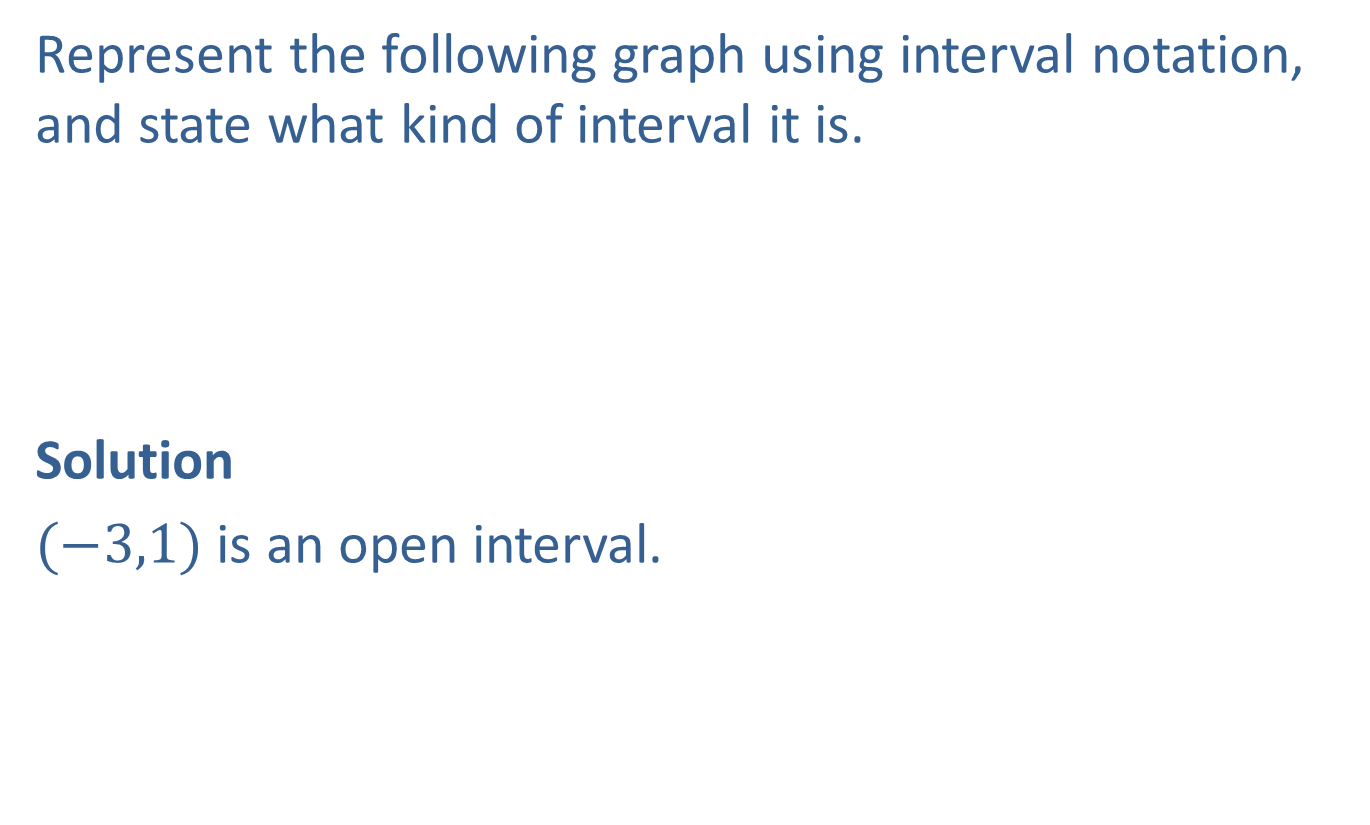 Represent the following graph using interval notation,
and state what kind of interval it is.
Solution
(−3,1) is an open interval.